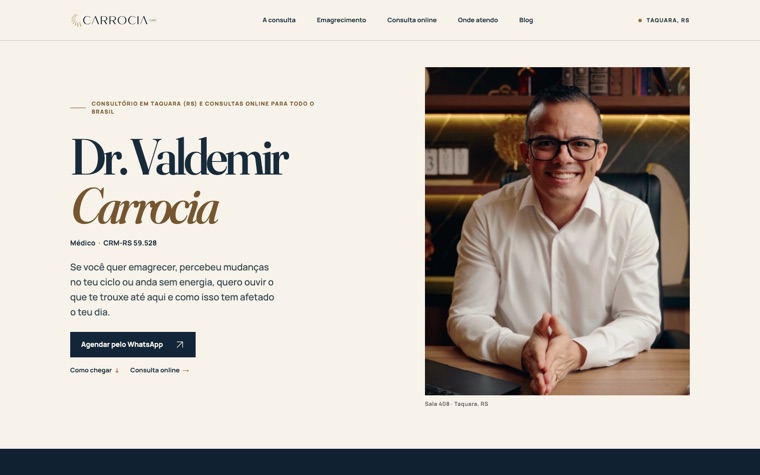 CARROCIA
A consulta
Emagrecimento
Consulta online
Onde atendo
Blog
TAQUARA, RS
CONSULTÓRIO EM TAQUARA (RS) E CONSULTAS ONLINE PARA TODO O
BRASIL
Dr. Valdemir
Carrocia
Médico · CRM-RS 59.528
Se você quer emagrecer, percebeu mudanças
no teu ciclo ou anda sem energia, quero ouvir o
que te trouxe até aqui e como isso tem afetado
o teu dia.
Agendar pelo WhatsApp
Como chegar ↓
Consulta online →
Sala 408 · Taquara, RS